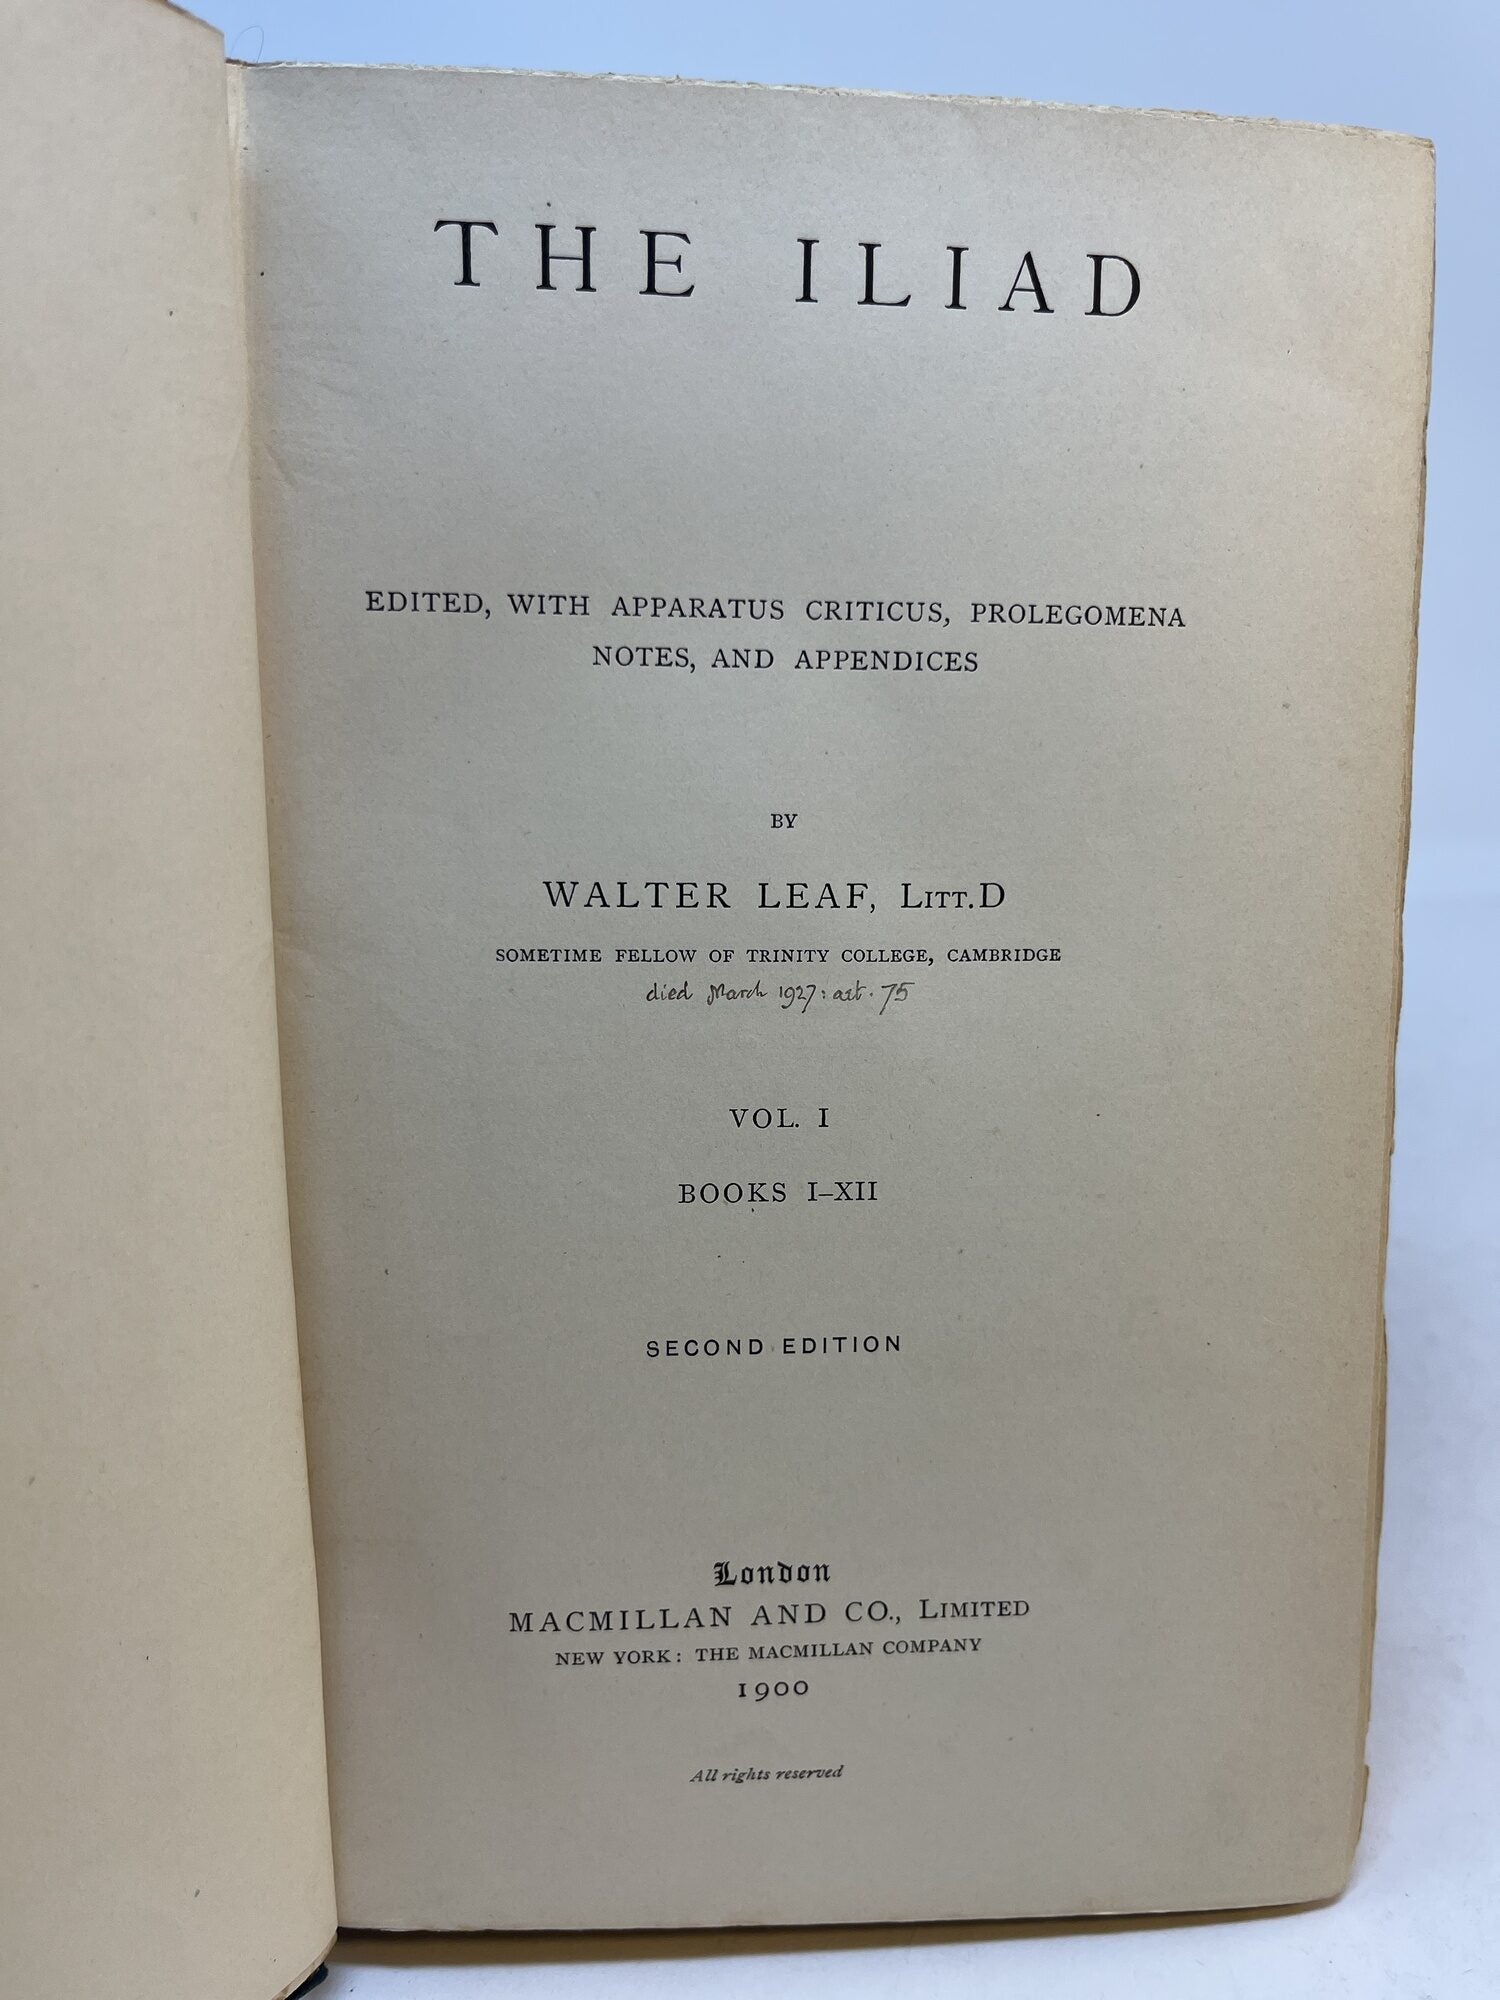 THE ILIAD
EDITED, WITH APPARATUS CRITICUS, PROLEGOMENA
NOTES, AND APPENDICES
BY
WALTER LEAF, LITT.D
SOMETIME FELLOW OF TRINITY COLLEGE, CAMBRIDGE
died March 1927: aet. 75
VOL. I
BOOKS I–XII
SECOND EDITION
London
MACMILLAN AND CO., LIMITED
NEW YORK: THE MACMILLAN COMPANY
1900
All rights reserved